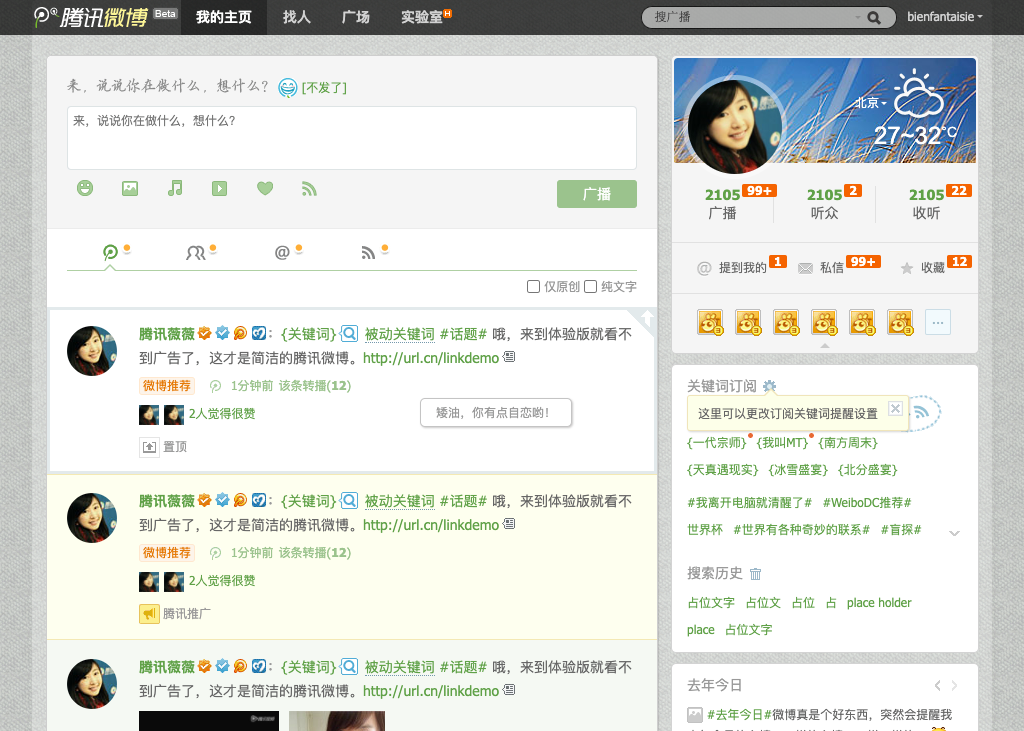 腾讯微博 Beta 我的主页 找人 广场 实验室 H 搜广播 bienfantaisie
来，说说你在做什么，想什么？ [不发了]
来，说说你在做什么，想什么？
广播
@
仅原创 纯文字
腾讯薇薇：{关键词} 被动关键词 #话题# 哦，来到体验版就看不
到广告了，这才是简洁的腾讯微博。http://url.cn/linkdemo
微博推荐 1分钟前 该条转播(12)
2人觉得很赞
矮油，你有点自恋哟！
置顶
腾讯薇薇：{关键词} 被动关键词 #话题# 哦，来到体验版就看不
到广告了，这才是简洁的腾讯微博。http://url.cn/linkdemo
微博推荐 1分钟前 该条转播(12)
2人觉得很赞
腾讯推广
腾讯薇薇：{关键词} 被动关键词 #话题# 哦，来到体验版就看不
到广告了，这才是简洁的腾讯微博。http://url.cn/linkdemo
北京
27~32°C
2105 99+ 2105 2 2105 22
广播 听众 收听
@ 提到我的 1 私信 99+ 收藏 12
3 3 3 3 3 3 ...
关键词订阅
这里可以更改订阅关键词提醒设置
{一代宗师} {我叫MT} {南方周末}
{天真遇现实} {冰雪盛宴} {北分盛宴}
#我离开电脑就清醒了# #WeiboDC推荐#
世界杯 #世界有各种奇妙的联系# #盲探#
搜索历史
占位文字 占位文 占位 占 place holder
place 占位文字
去年今日
#去年今日#微博真是个好东西，突然会提醒我